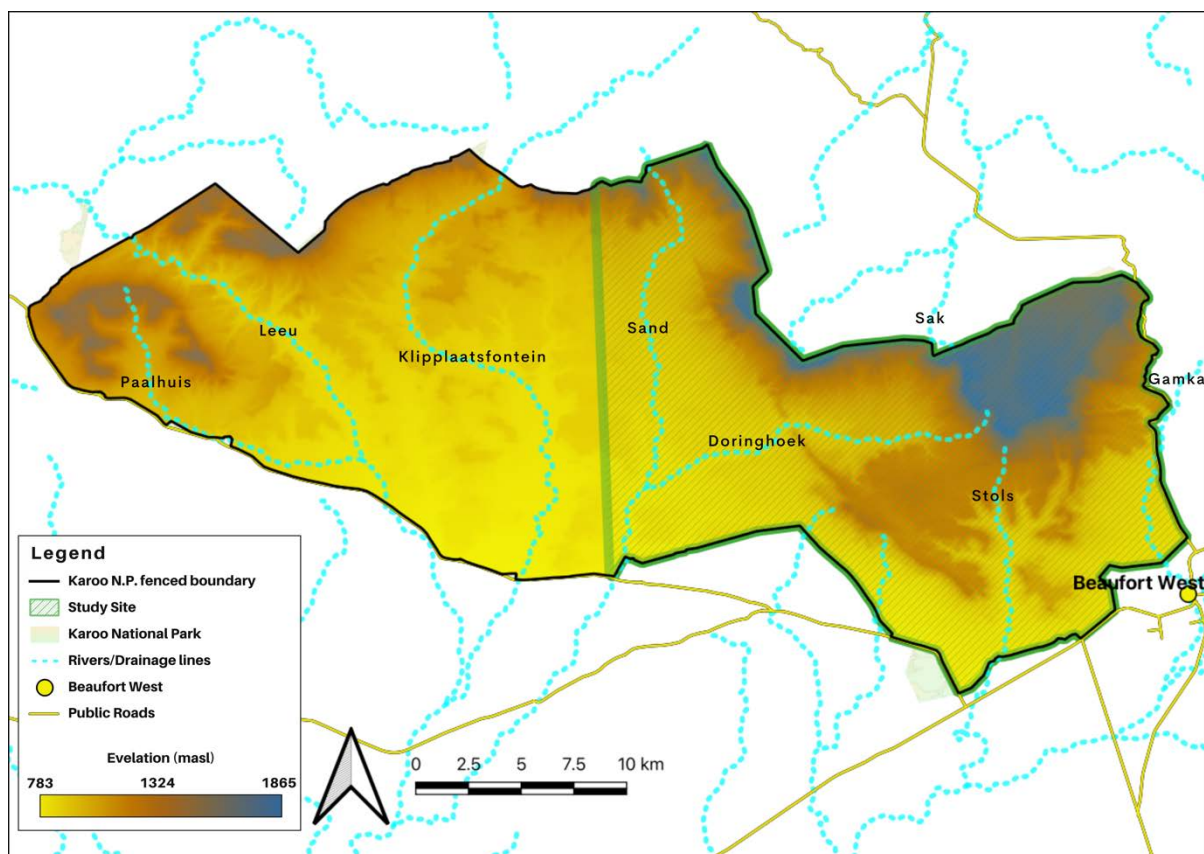 Sak
Leeu
Sand
Klipplaatsfontein
Gamka
Paalhuis
Doringhoek
Stols
Beaufort West
Legend
Karoo N.P. fenced boundary
Study Site
Karoo National Park
Rivers/Drainage lines
Beaufort West
Public Roads
Evelation (masl)
783 1324 1865
0 2.5 5 7.5 10 km